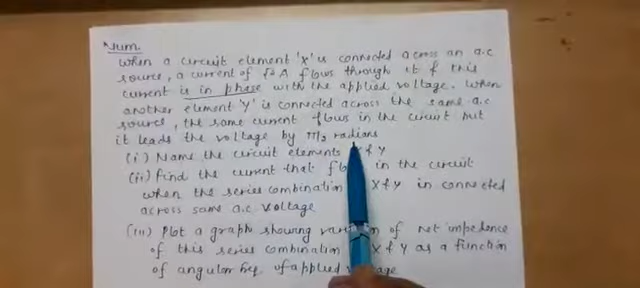 Num.
When a circuit element 'X' is connected across an a.c
source, a current of √2 A flows through it & this
current is in phase with the applied voltage. When
another element 'Y' is connected across the same a.c
source, the same current flows in the circuit but
it leads the voltage by π/2 radians
(i) Name the circuit elements X & Y
(ii) find the current that in the circuit
when the series combination X & Y in connected
across same a.c voltage
(iii) Plot a graph showing of net impedence
of this series combination X & Y as a function
of angular of applied